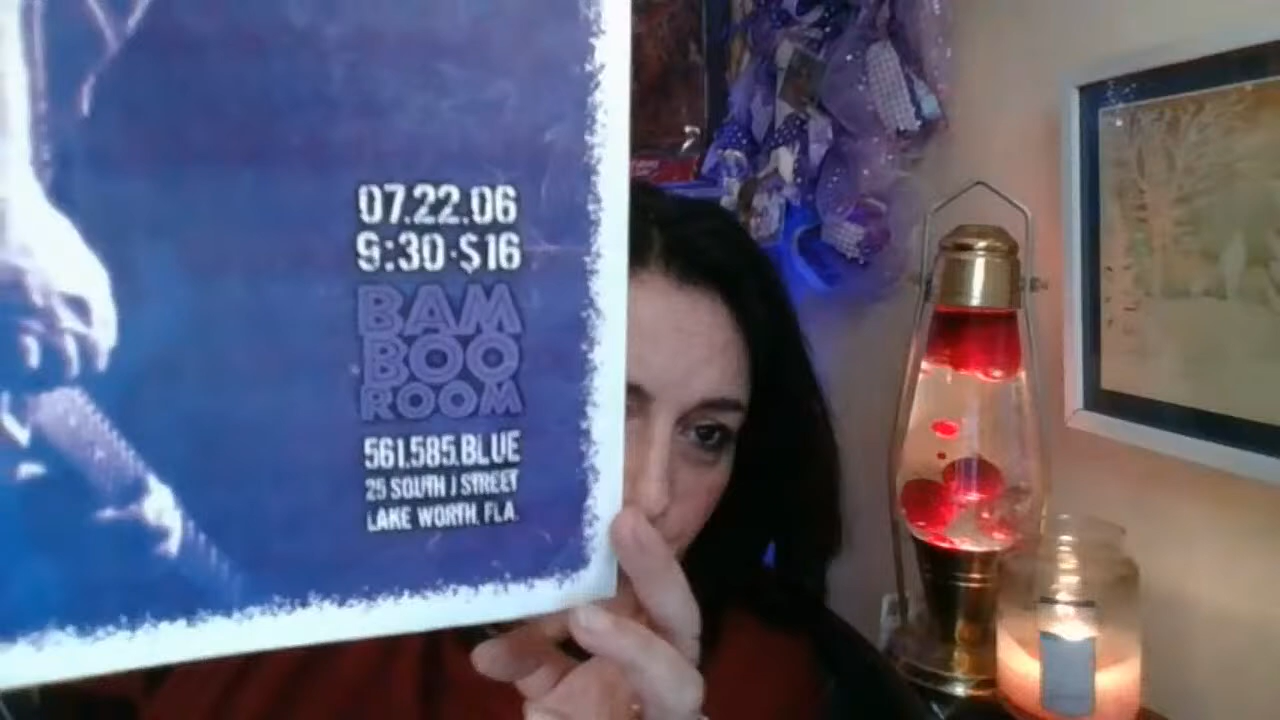 07.22.06
9:30·$16
BAM
BOO
ROOM
561.585.BLUE
25 SOUTH J STREET
LAKE WORTH, FLA.